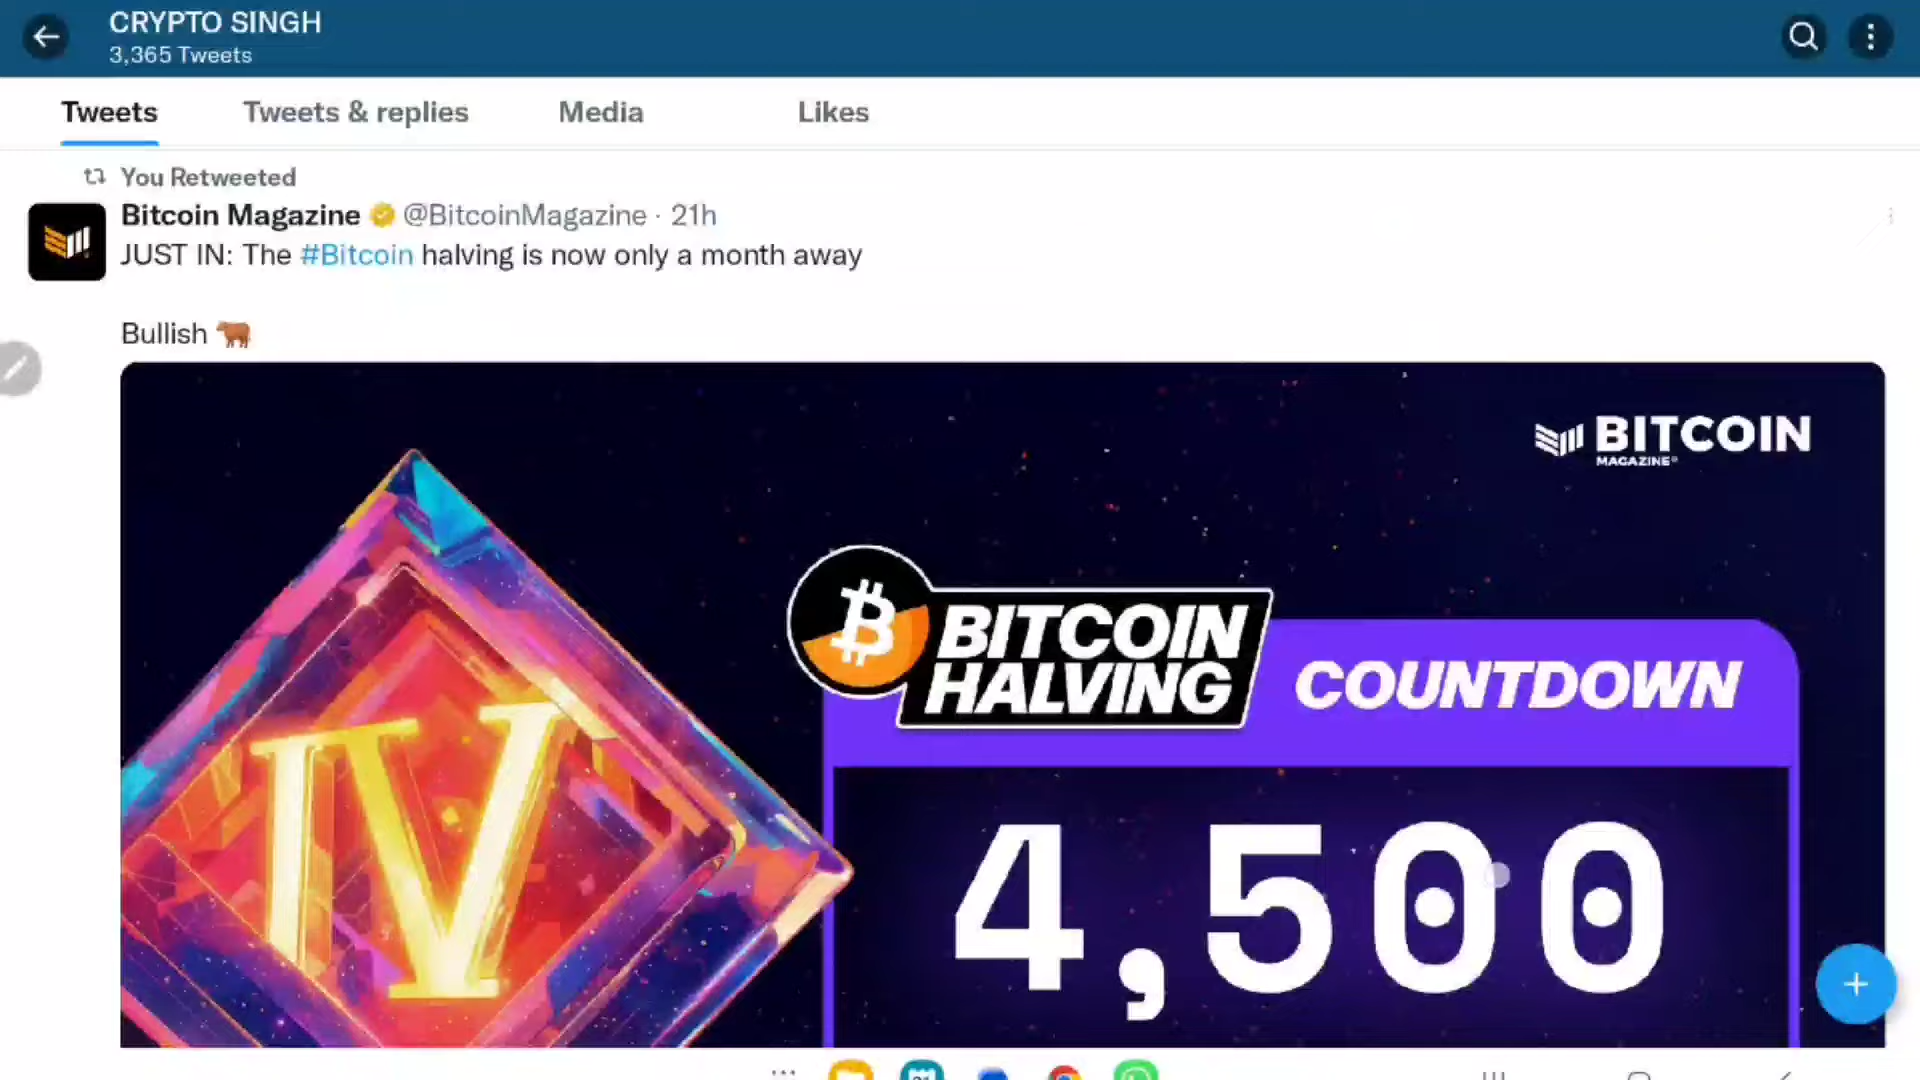 CRYPTO SINGH
3,365 Tweets
Tweets
Tweets & replies
Media
Likes
You Retweeted
Bitcoin Magazine @BitcoinMagazine · 21h
JUST IN: The #Bitcoin halving is now only a month away
Bullish 🐂
BITCOIN
MAGAZINE®
BITCOIN
HALVING
COUNTDOWN
IV
4,500